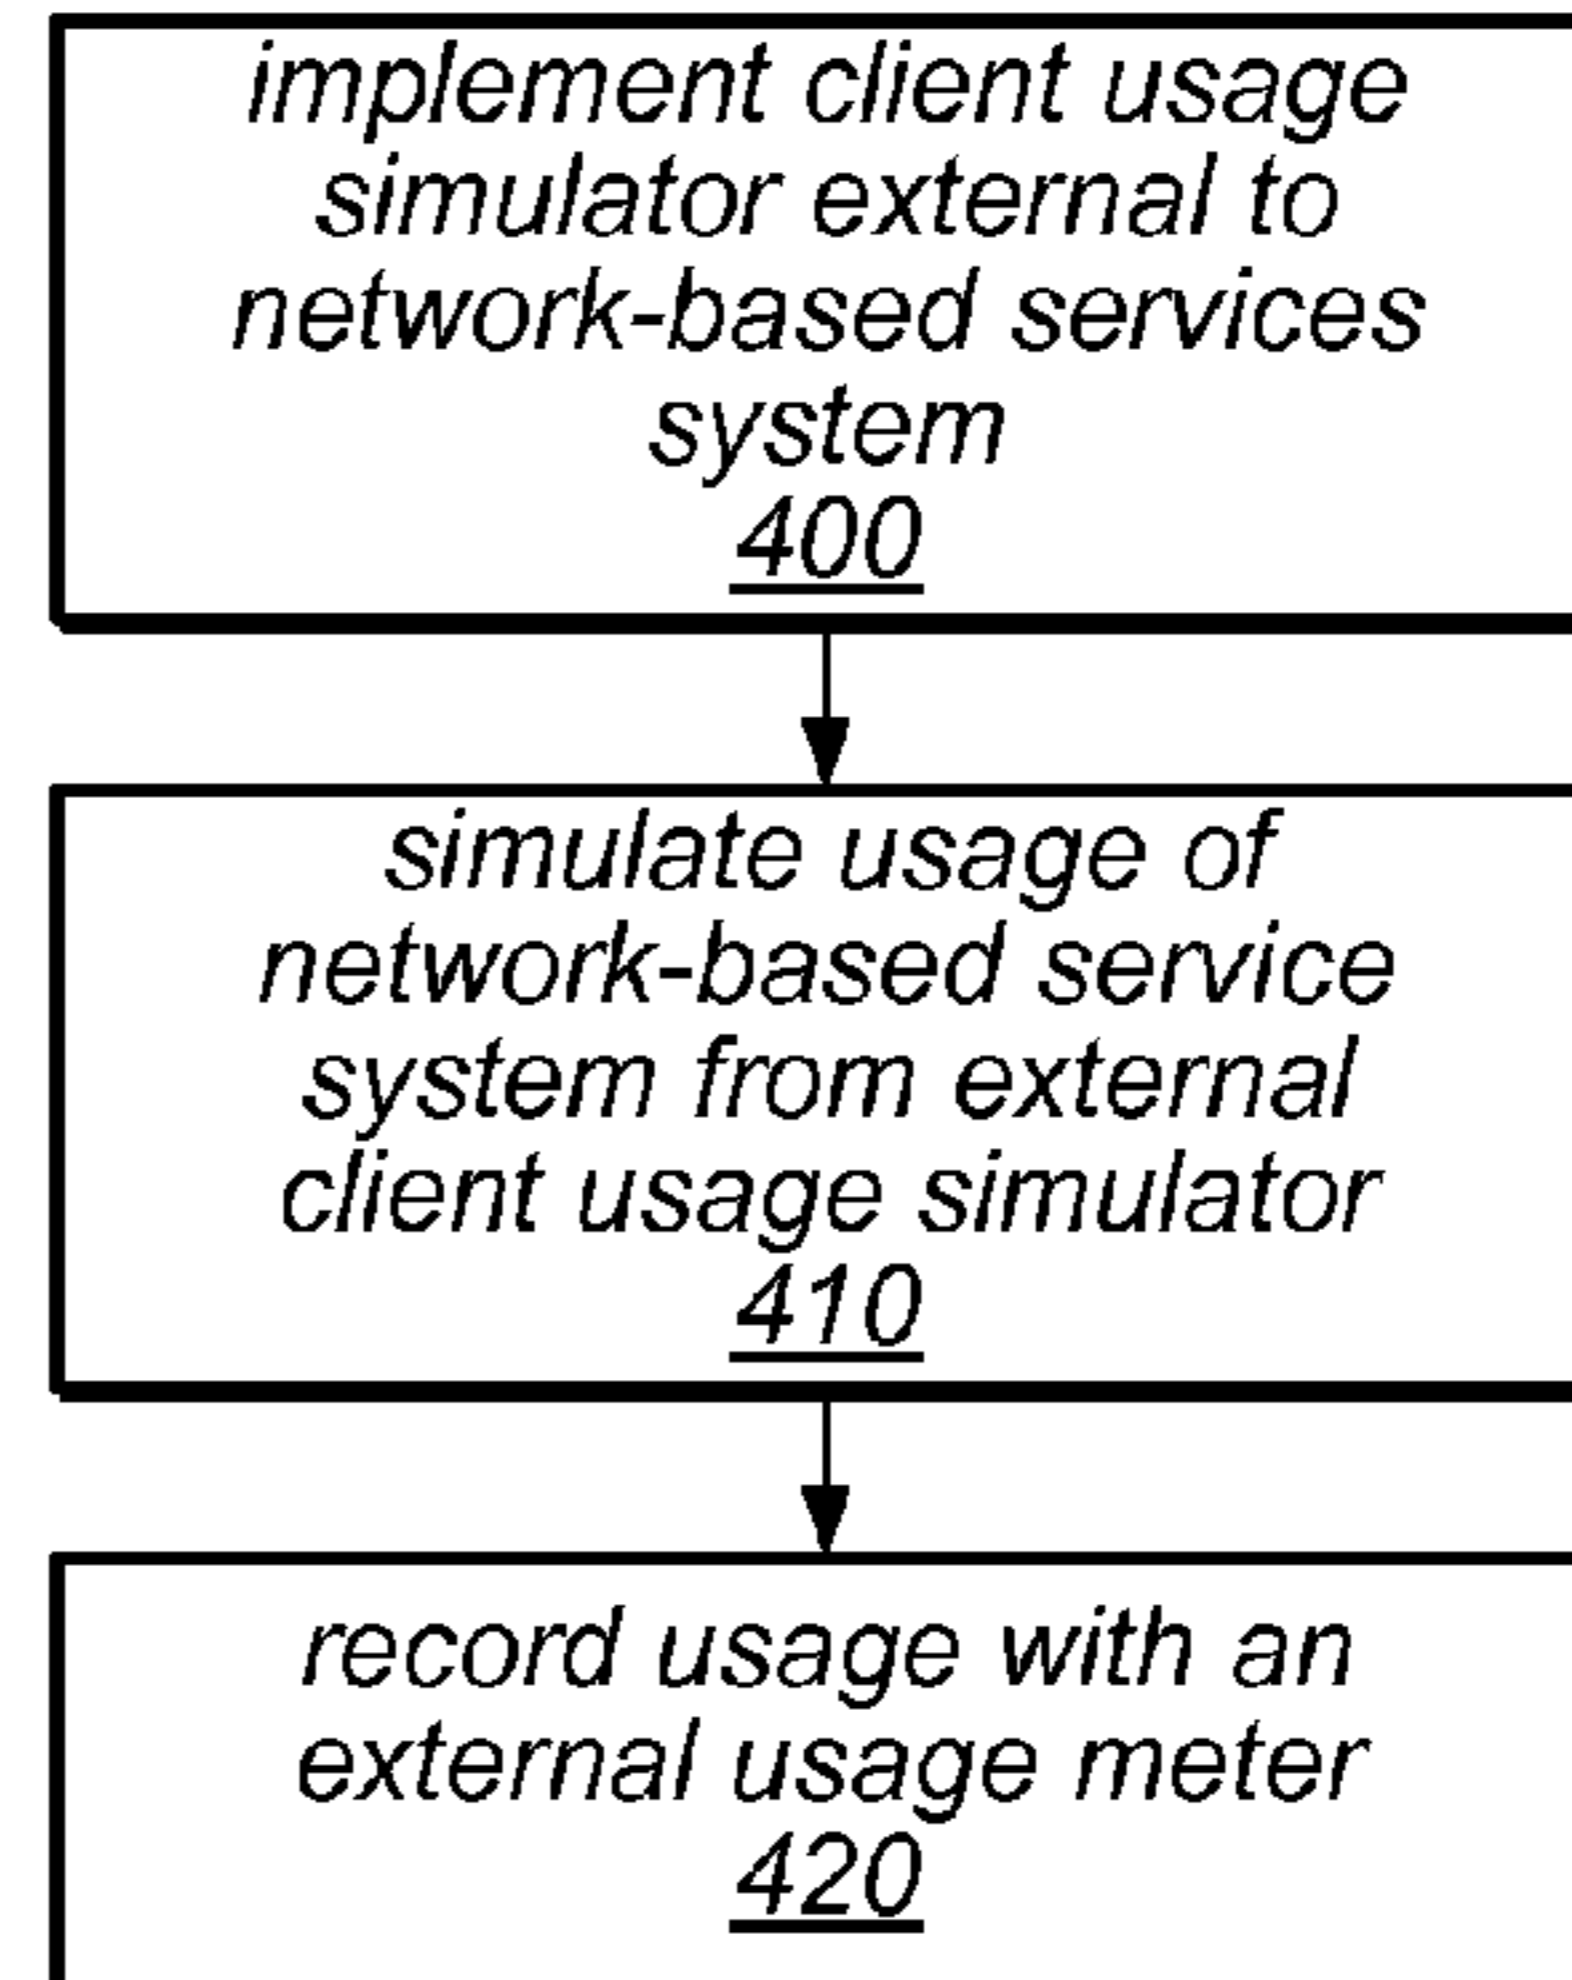 implement client usage
simulator external to
network-based services
system
400
simulate usage of
network-based service
system from external
client usage simulator
410
record usage with an
external usage meter
420